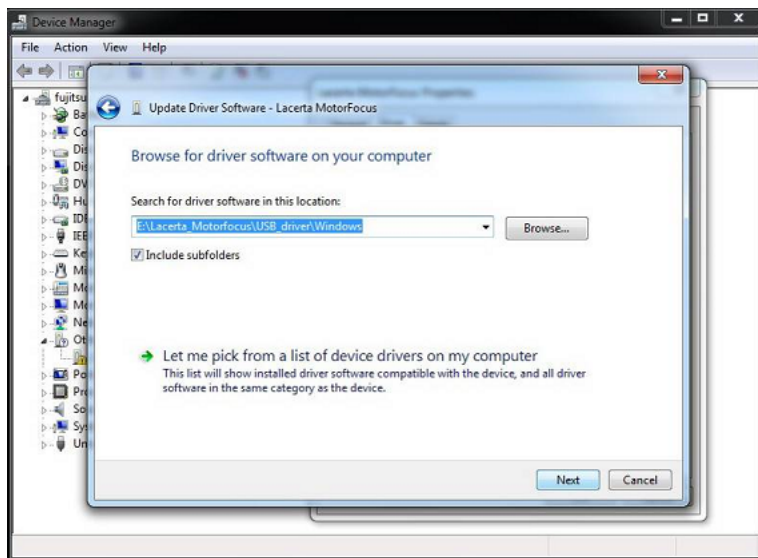 Device Manager
File Action View Help
fujitsu
Update Driver Software - Lacerta MotorFocus
Browse for driver software on your computer
Search for driver software in this location:
E:\Lacerta_Motorfocus\USB_driver\Windows
Browse...
Include subfolders
Let me pick from a list of device drivers on my computer
This list will show installed driver software compatible with the device, and all driver
software in the same category as the device.
Next Cancel